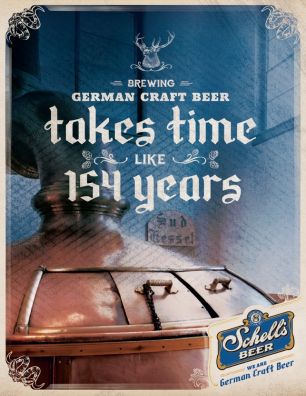 BREWING
GERMAN CRAFT BEER
takes time
LIKE
154 years
Sud
Kessel
S
Schell's
BEER
WE ARE
German Craft Beer